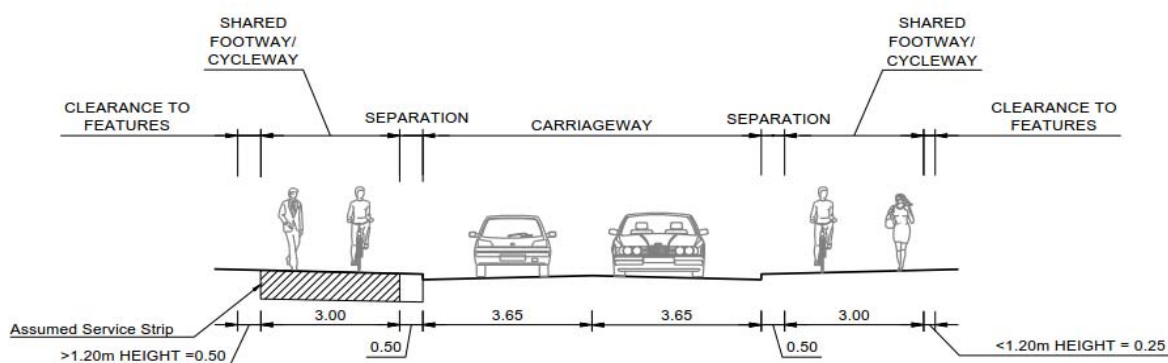 SHARED
FOOTWAY/
CYCLEWAY
SHARED
FOOTWAY/
CYCLEWAY
CLEARANCE TO
FEATURES
SEPARATION
CARRIAGEWAY
SEPARATION
CLEARANCE TO
FEATURES
Assumed Service Strip
3.00
3.65
3.65
3.00
>1.20m HEIGHT =0.50
0.50
0.50
<1.20m HEIGHT = 0.25